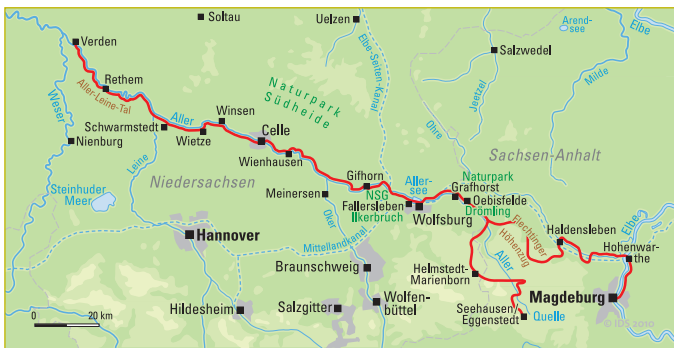 Soltau
Uelzen
Arend-
see
Elbe
Verden
Salzwedel
Elbe-Seiten-Kanal
Milde
Rethem
Aller-Leine-Tal
Naturpark
Südheide
Jeetzel
Weser
Aller
Winsen
Schwarmstedt
Wietze
Celle
Ohre
Nienburg
Leine
Wienhausen
Sachsen-Anhalt
Steinhuder
Meer
Niedersachsen
Gifhorn
Aller-
see
Naturpark
Meinersen
NSG
Grafhorst
Fallersleben
Oebisfelde
Ilkerbruch
Wolfsburg
Drömling
Oker
Hannover
Mittellandkanal
Flechtinger
Höhenzug
Haldensleben
Elbe
Hohenwar-
the
Braunschweig
Aller
Helmstedt-
Marienborn
Hildesheim
Salzgitter
Wolfen-
büttel
Magdeburg
Seehausen/
Eggenstedt
Quelle
0 20 km
© IDS 2010